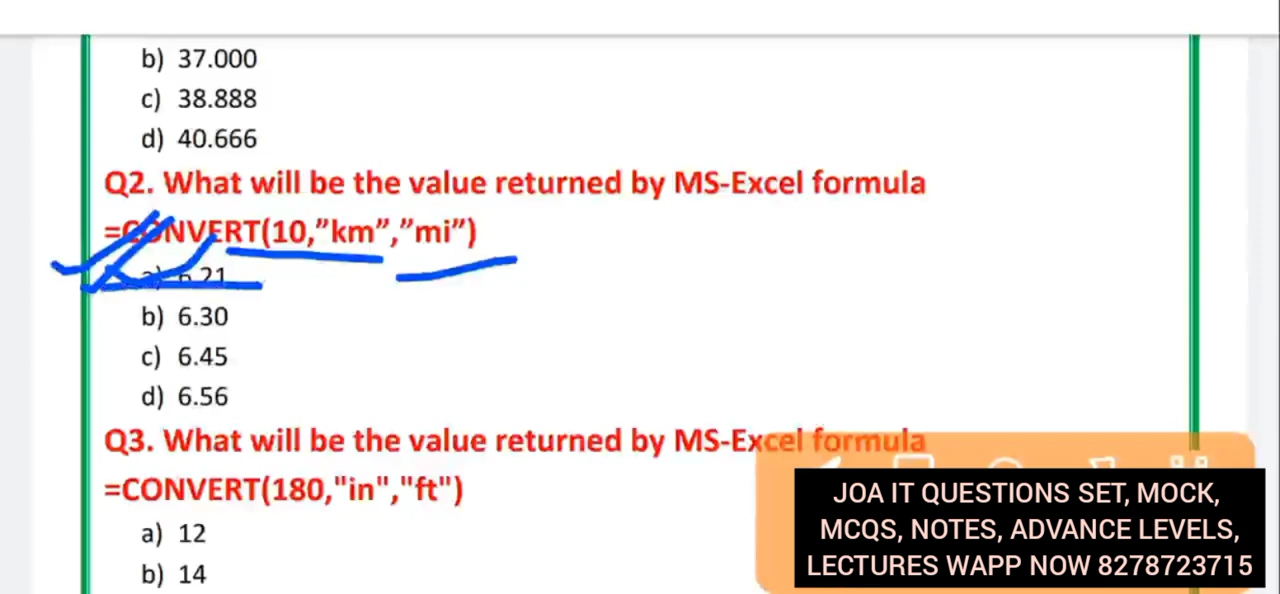 b) 37.000
c) 38.888
d) 40.666
Q2. What will be the value returned by MS-Excel formula
=CONVERT(10,”km”,”mi”)
a) 6.21
b) 6.30
c) 6.45
d) 6.56
Q3. What will be the value returned by MS-Excel formula
=CONVERT(180,"in","ft")
a) 12
b) 14
JOA IT QUESTIONS SET, MOCK,
MCQS, NOTES, ADVANCE LEVELS,
LECTURES WAPP NOW 8278723715